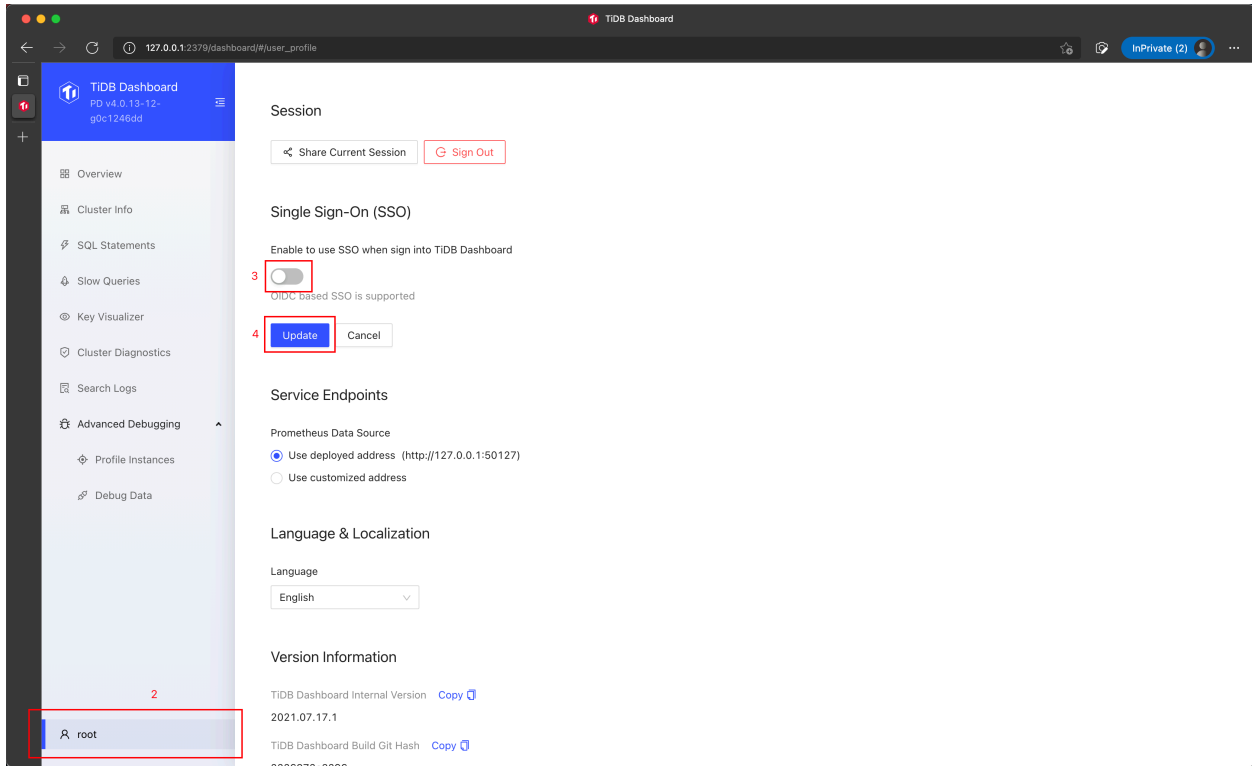 TiDB Dashboard
127.0.0.1:2379/dashboard/#/user_profile
InPrivate (2)
TiDB Dashboard
PD v4.0.13-12-
g0c1246dd
Overview
Cluster Info
SQL Statements
Slow Queries
Key Visualizer
Cluster Diagnostics
Search Logs
Advanced Debugging
Profile Instances
Debug Data
2
root
Session
Share Current Session
Sign Out
Single Sign-On (SSO)
Enable to use SSO when sign into TiDB Dashboard
3
OIDC based SSO is supported
4
Update
Cancel
Service Endpoints
Prometheus Data Source
Use deployed address (http://127.0.0.1:50127)
Use customized address
Language & Localization
Language
English
Version Information
TiDB Dashboard Internal Version Copy
2021.07.17.1
TiDB Dashboard Build Git Hash Copy